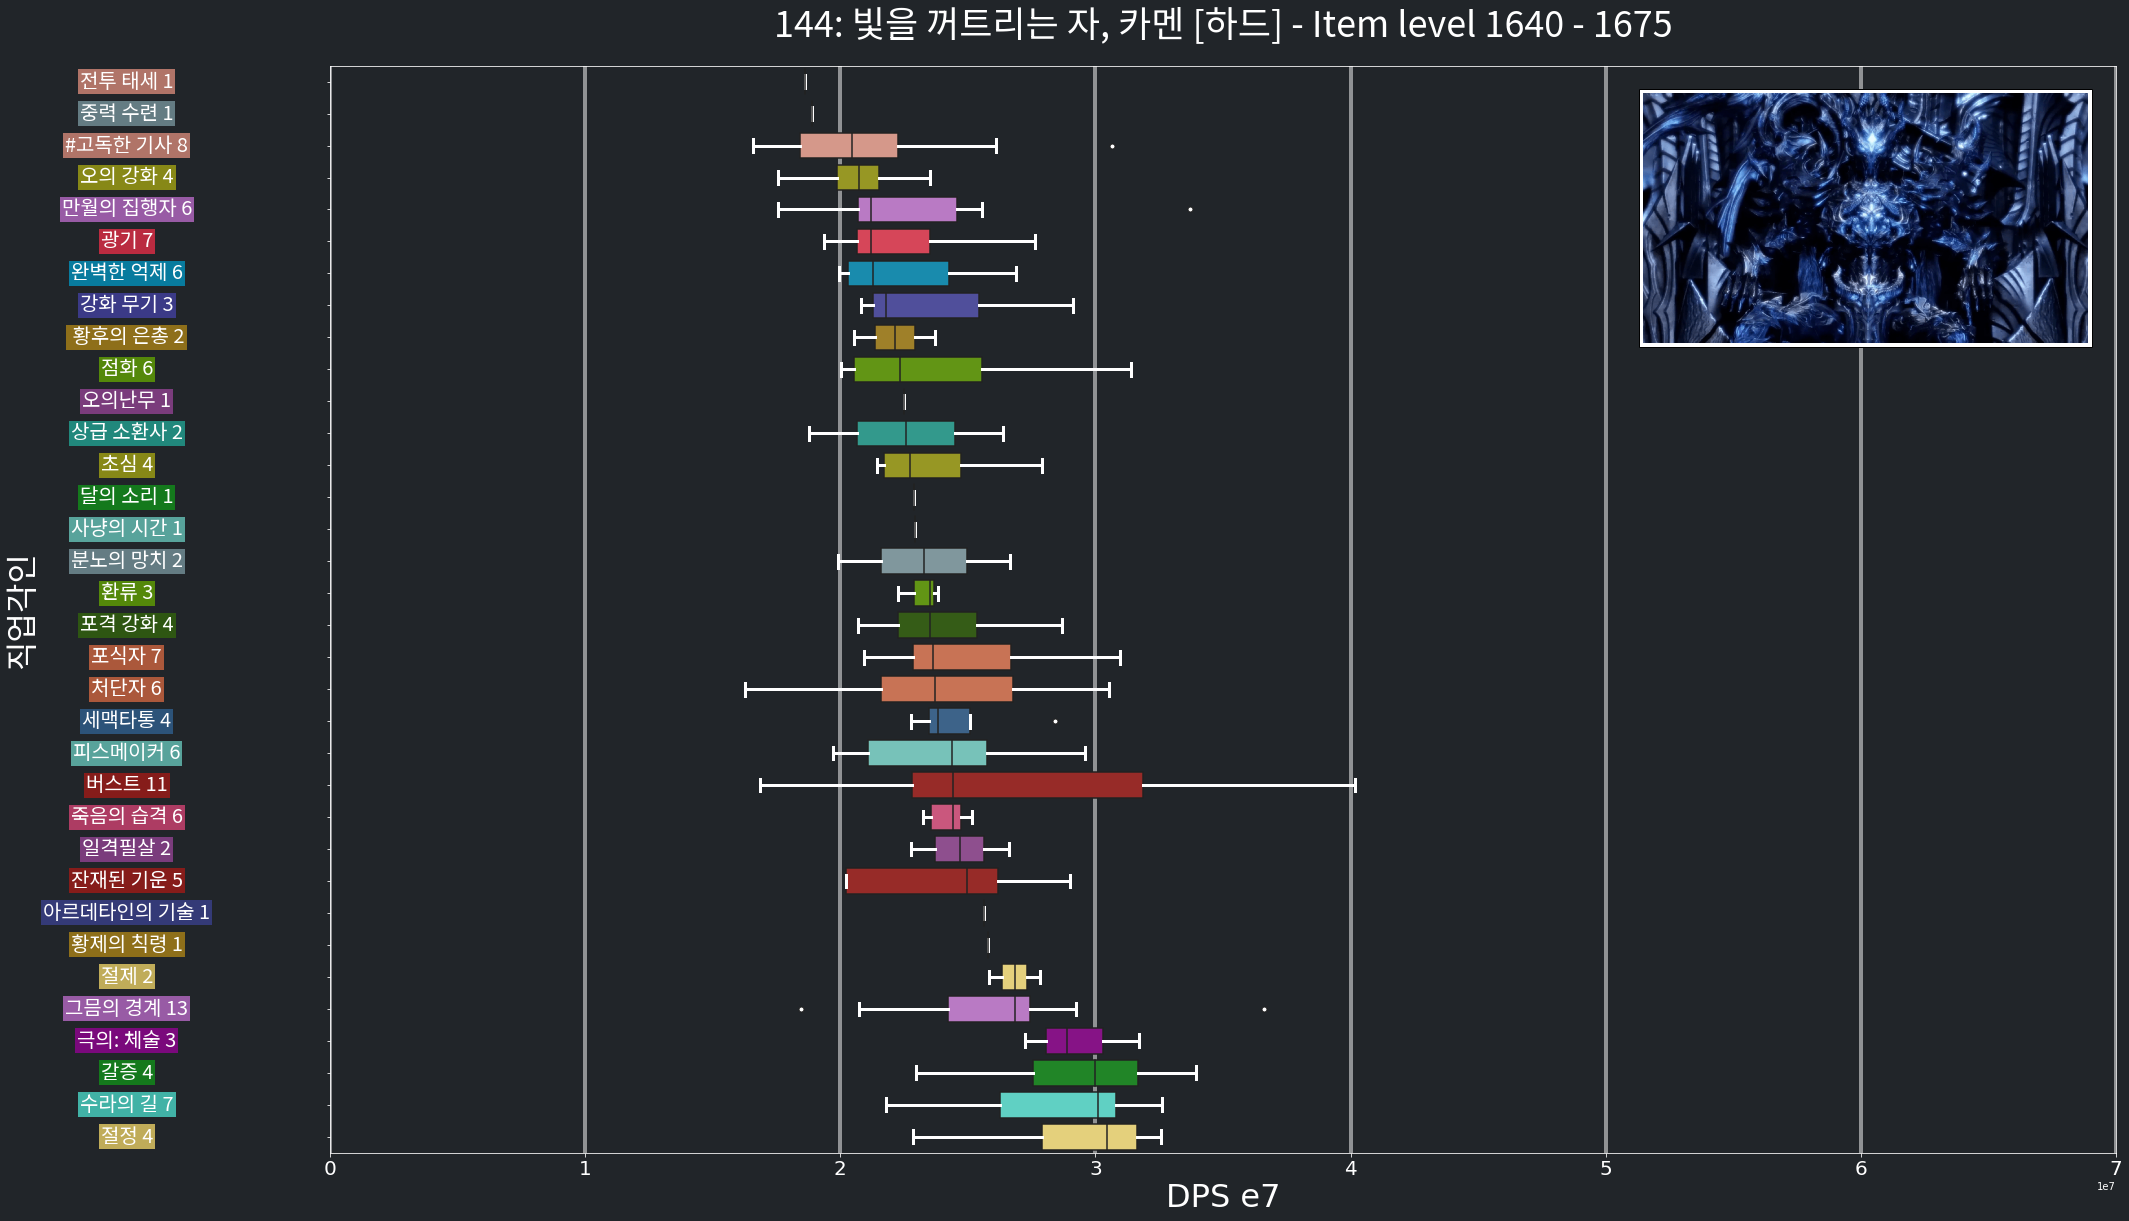 144: 빛을 꺼트리는 자, 카멘 [하드] - Item level 1640 - 1675
전투 태세 1
중력 수련 1
#고독한 기사 8
오의 강화 4
만월의 집행자 6
광기 7
완벽한 억제 6
강화 무기 3
황후의 은총 2
점화 6
오의난무 1
상급 소환사 2
초심 4
달의 소리 1
사냥의 시간 1
분노의 망치 2
환류 3
포격 강화 4
포식자 7
처단자 6
세맥타통 4
피스메이커 6
버스트 11
죽음의 습격 6
일격필살 2
잔재된 기운 5
아르데타인의 기술 1
황제의 칙령 1
절제 2
그믐의 경계 13
극의: 체술 3
갈증 4
수라의 길 7
절정 4
직업각인
0 1 2 3 4 5 6 7
1e7
DPS e7